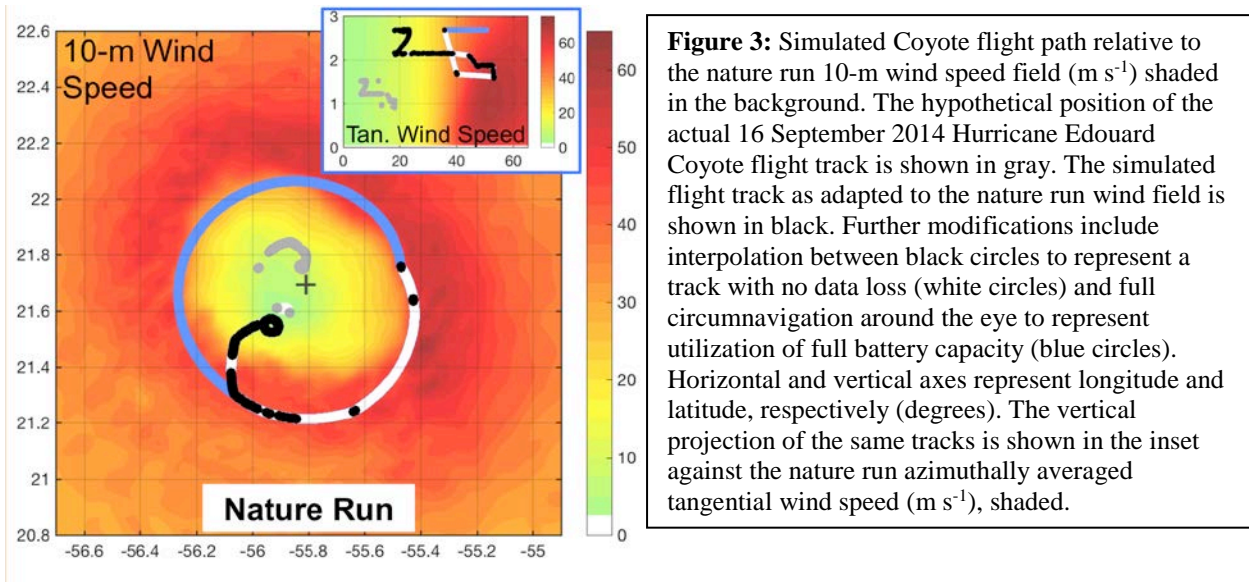 10-m Wind
Speed
22.6
22.4
22.2
22
21.8
21.6
21.4
21.2
21
20.8
-56.6 -56.4 -56.2 -56 -55.8 -55.6 -55.4 -55.2 -55
Nature Run
3
2
1
0
0 20 40 60
Tan. Wind Speed
60
40
20
0
60
50
40
30
20
10
0
Figure 3: Simulated Coyote flight path relative to
the nature run 10-m wind speed field (m s⁻¹) shaded
in the background. The hypothetical position of the
actual 16 September 2014 Hurricane Edouard
Coyote flight track is shown in gray. The simulated
flight track as adapted to the nature run wind field is
shown in black. Further modifications include
interpolation between black circles to represent a
track with no data loss (white circles) and full
circumnavigation around the eye to represent
utilization of full battery capacity (blue circles).
Horizontal and vertical axes represent longitude and
latitude, respectively (degrees). The vertical
projection of the same tracks is shown in the inset
against the nature run azimuthally averaged
tangential wind speed (m s⁻¹), shaded.